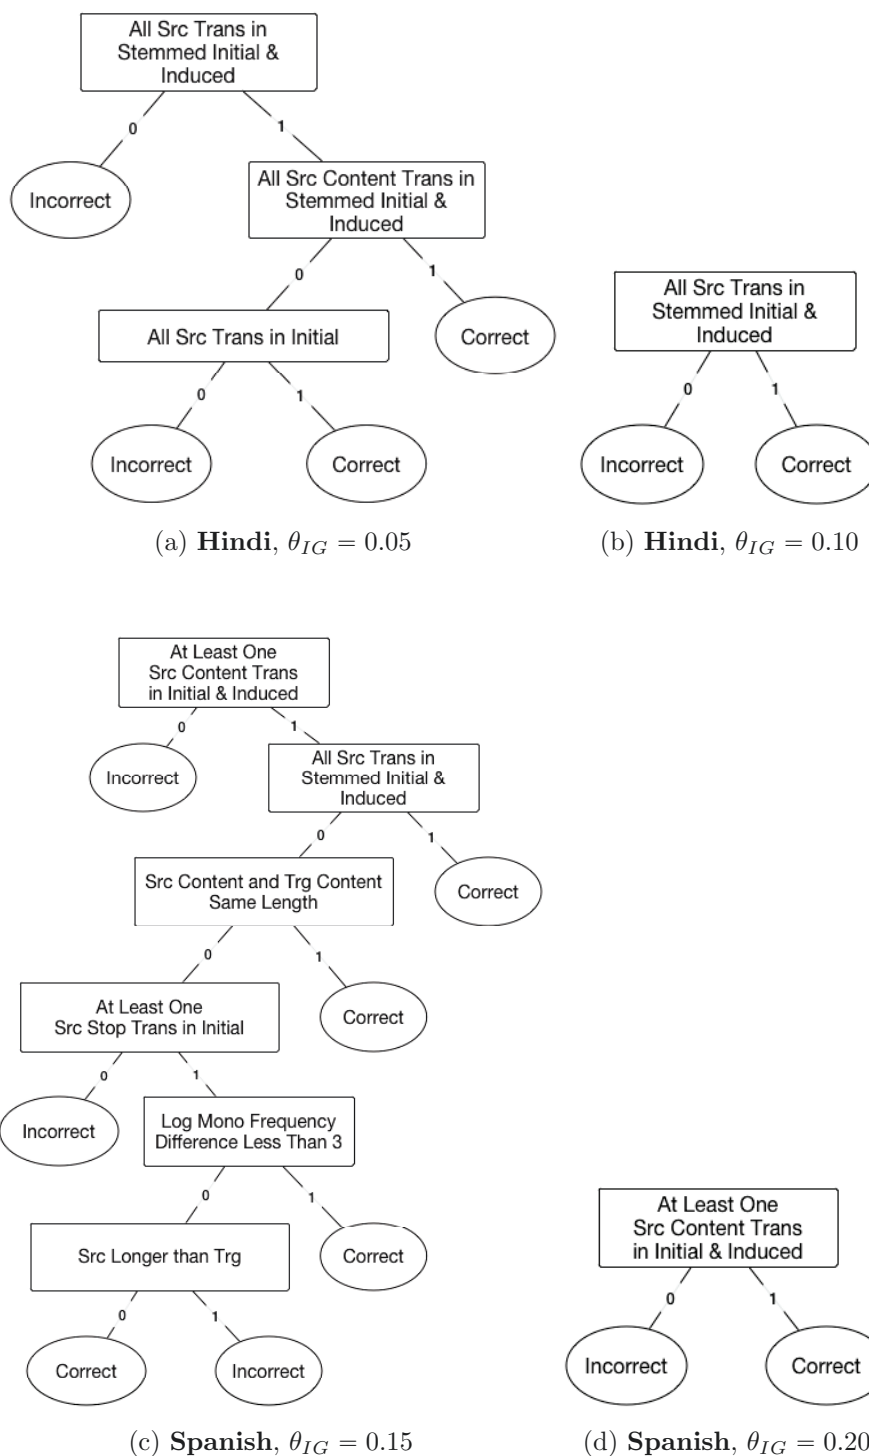 All Src Trans in
Stemmed Initial &
Induced
0
1
Incorrect
All Src Content Trans in
Stemmed Initial &
Induced
0
1
All Src Trans in Initial
Correct
0
1
Incorrect
Correct
(a) Hindi, θIG = 0.05
All Src Trans in
Stemmed Initial &
Induced
0
1
Incorrect
Correct
(b) Hindi, θIG = 0.10
At Least One
Src Content Trans
in Initial & Induced
0
1
Incorrect
All Src Trans in
Stemmed Initial &
Induced
0
1
Src Content and Trg Content
Same Length
Correct
0
1
At Least One
Src Stop Trans in Initial
Correct
0
1
Incorrect
Log Mono Frequency
Difference Less Than 3
0
1
Src Longer than Trg
Correct
0
1
Correct
Incorrect
(c) Spanish, θIG = 0.15
At Least One
Src Content Trans
in Initial & Induced
0
1
Incorrect
Correct
(d) Spanish, θIG = 0.20